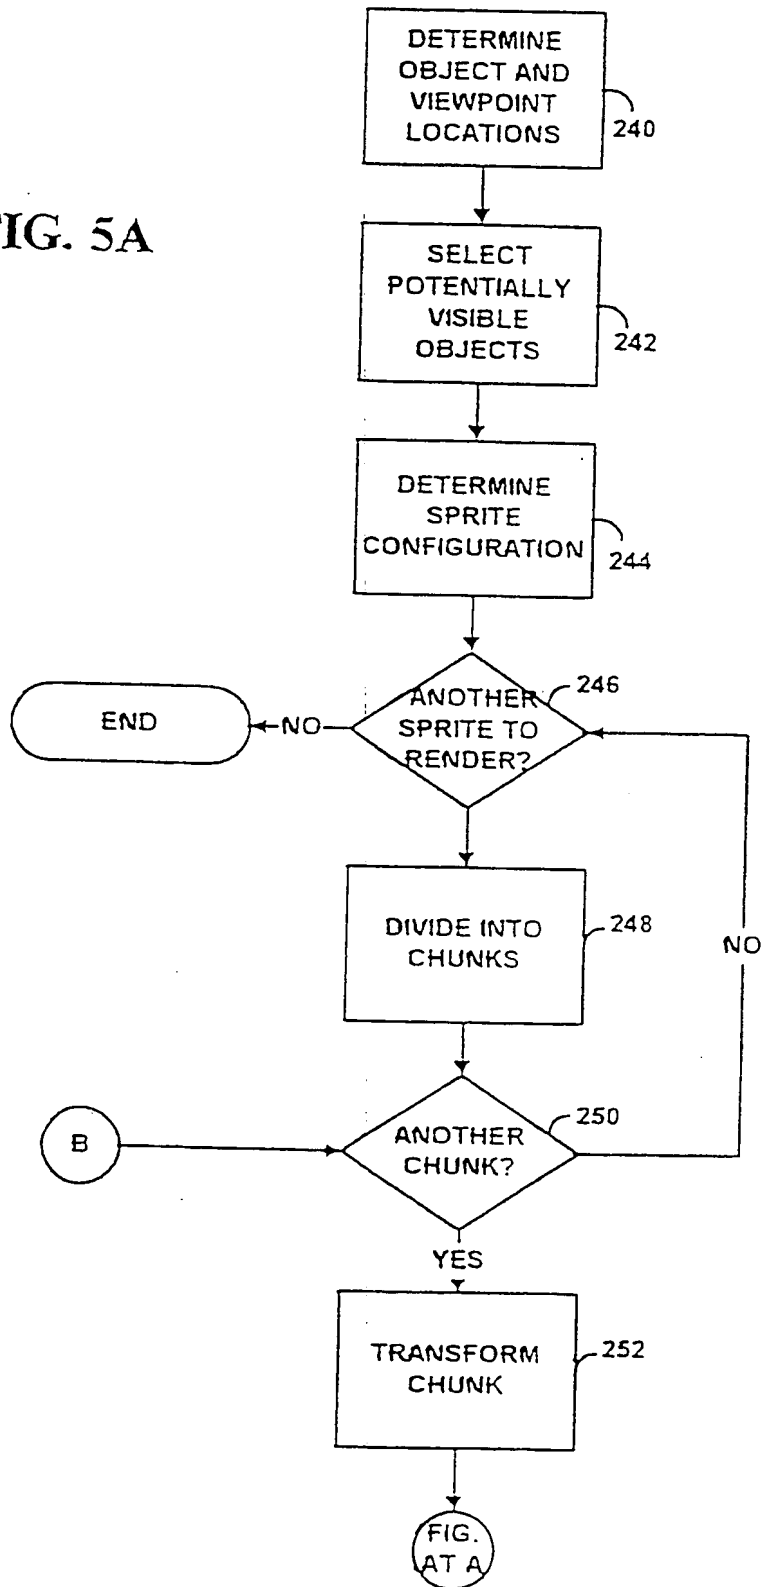 DETERMINE
OBJECT AND
VIEWPOINT
LOCATIONS
240
FIG. 5A
SELECT
POTENTIALLY
VISIBLE
OBJECTS
242
DETERMINE
SPRITE
CONFIGURATION
244
ANOTHER
SPRITE TO
RENDER?
246
NO
END
DIVIDE INTO
CHUNKS
248
NO
B
ANOTHER
CHUNK?
250
YES
TRANSFORM
CHUNK
252
FIG.
AT A